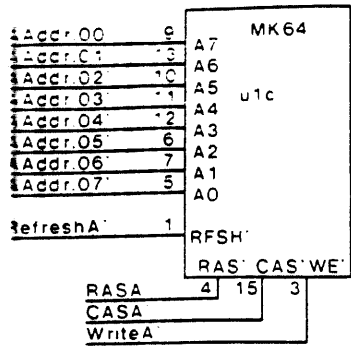 Addr.00 9 A7 MK64
Addr.01 13 A6
Addr.02 10 A5 u1c
Addr.03 11 A4
Addr.04 12 A3
Addr.05 6 A2
Addr.06 7 A1
Addr.07 5 A0
RefreshA' 1 RFSH'
RAS' CAS' WE'
RASA 4 15 3
CASA
WriteA'